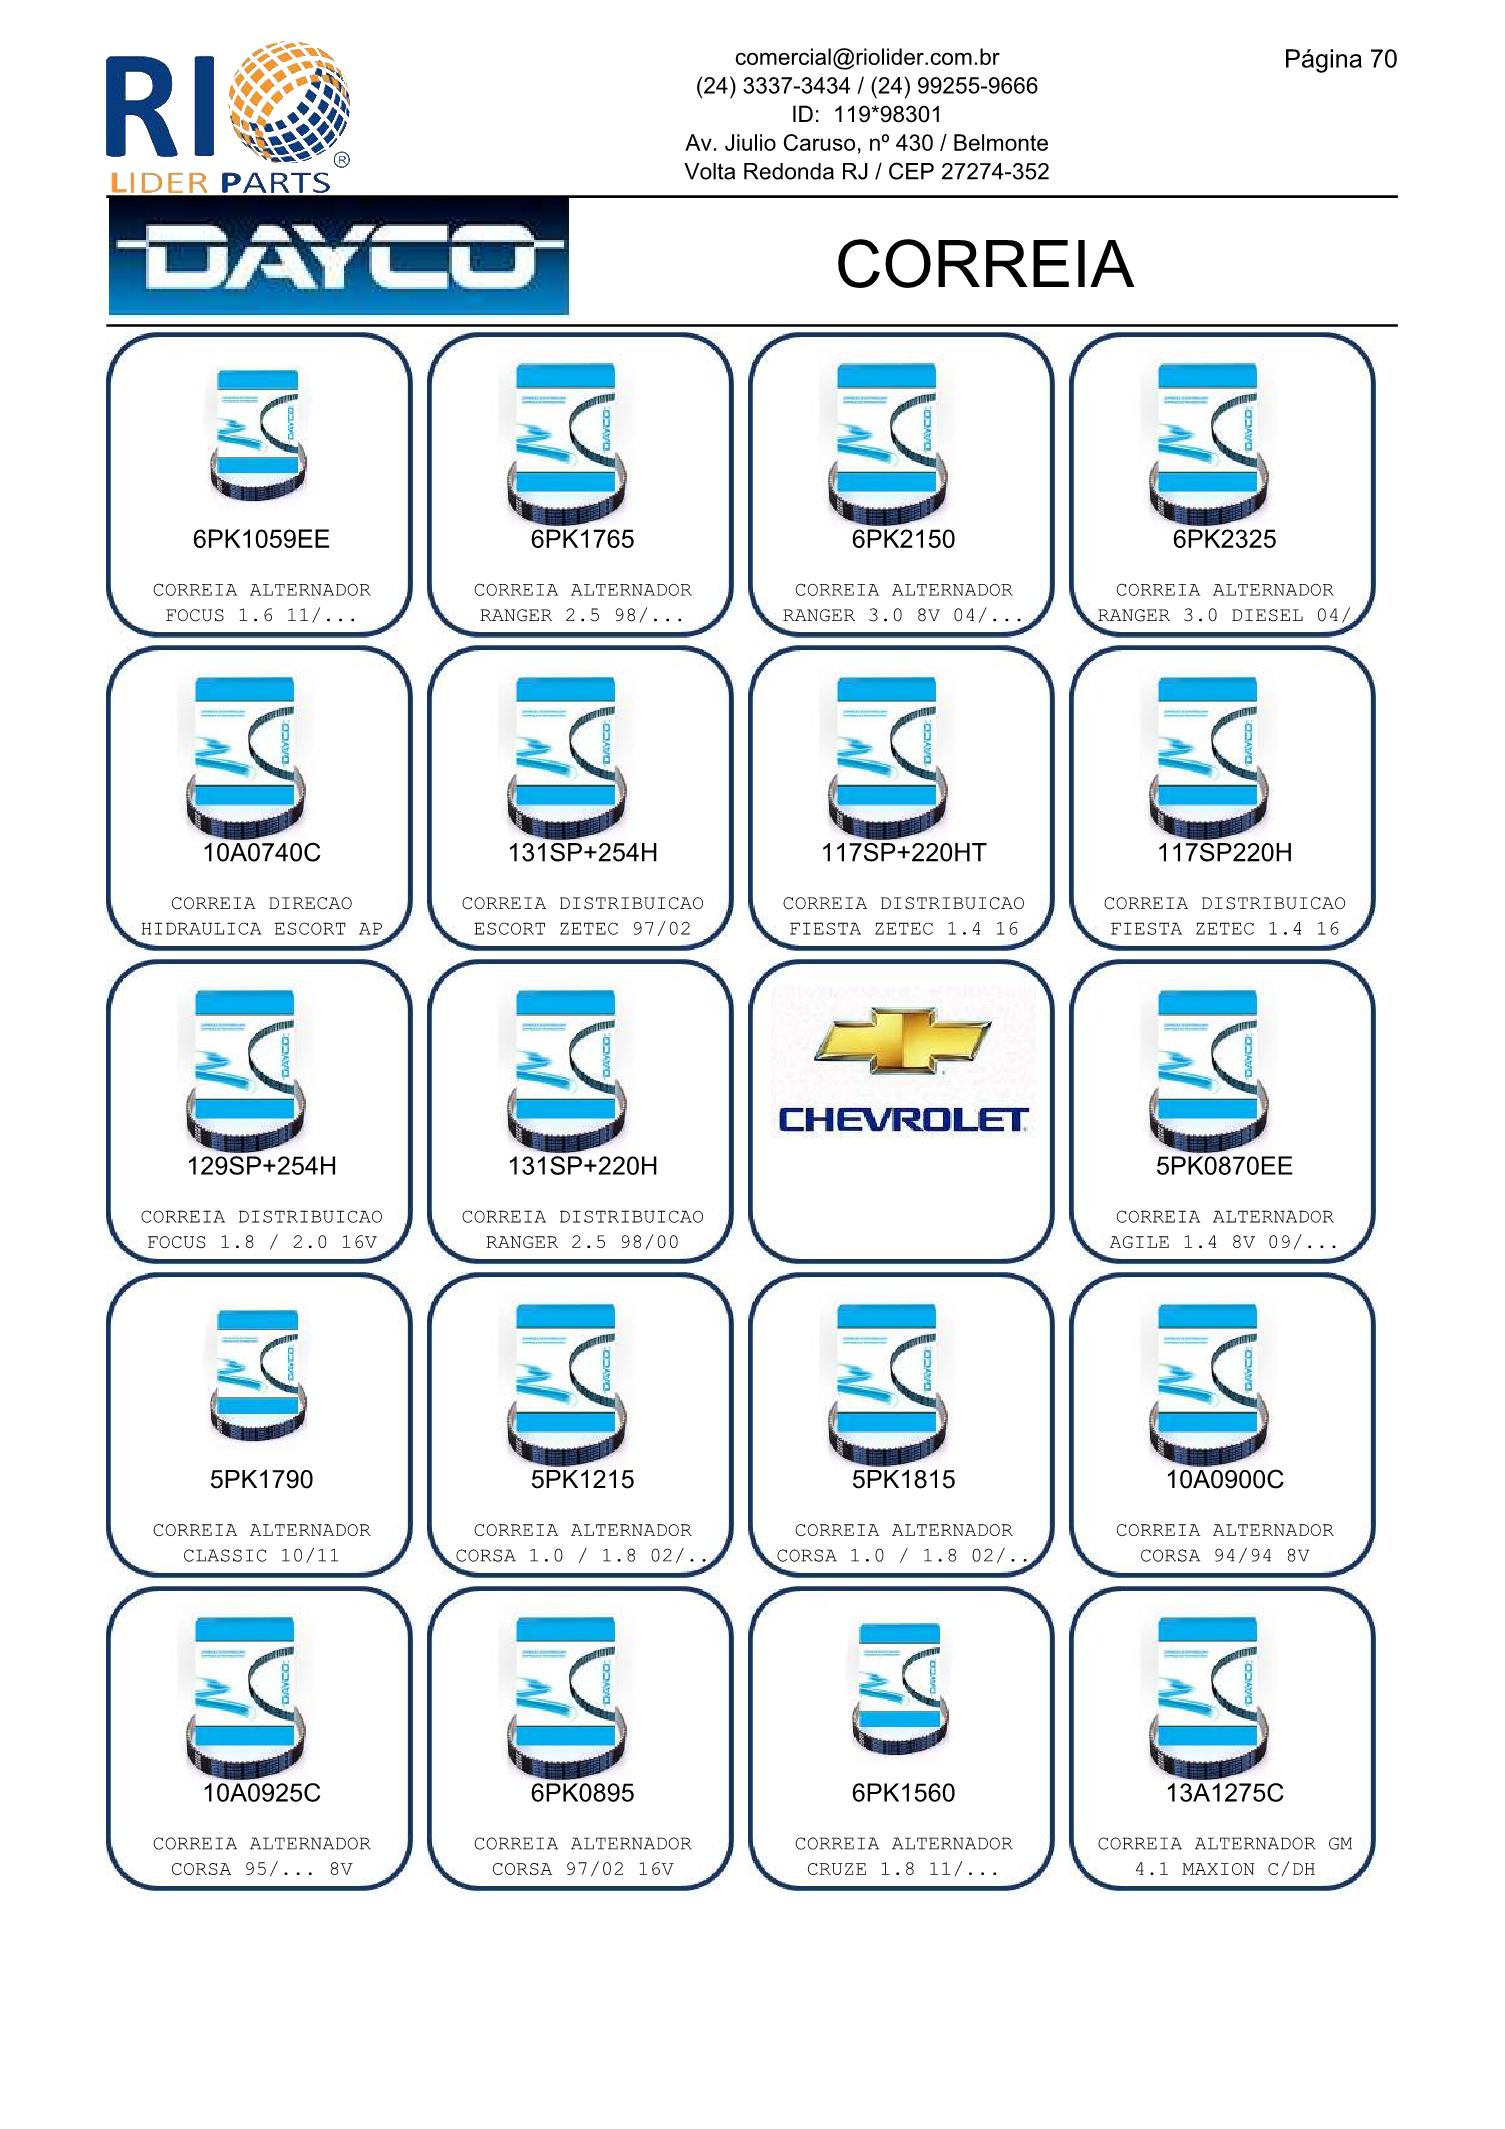 RIO
®
LIDER PARTS
comercial@riolider.com.br
(24) 3337-3434 / (24) 99255-9666
ID: 119*98301
Av. Jiulio Caruso, nº 430 / Belmonte
Volta Redonda RJ / CEP 27274-352
Página 70
DAYCO
CORREIA
6PK1059EE
CORREIA ALTERNADOR
FOCUS 1.6 11/...
6PK1765
CORREIA ALTERNADOR
RANGER 2.5 98/...
6PK2150
CORREIA ALTERNADOR
RANGER 3.0 8V 04/...
6PK2325
CORREIA ALTERNADOR
RANGER 3.0 DIESEL 04/
10A0740C
CORREIA DIRECAO
HIDRAULICA ESCORT AP
131SP+254H
CORREIA DISTRIBUICAO
ESCORT ZETEC 97/02
117SP+220HT
CORREIA DISTRIBUICAO
FIESTA ZETEC 1.4 16
117SP220H
CORREIA DISTRIBUICAO
FIESTA ZETEC 1.4 16
129SP+254H
CORREIA DISTRIBUICAO
FOCUS 1.8 / 2.0 16V
131SP+220H
CORREIA DISTRIBUICAO
RANGER 2.5 98/00
CHEVROLET
5PK0870EE
CORREIA ALTERNADOR
AGILE 1.4 8V 09/...
5PK1790
CORREIA ALTERNADOR
CLASSIC 10/11
5PK1215
CORREIA ALTERNADOR
CORSA 1.0 / 1.8 02/..
5PK1815
CORREIA ALTERNADOR
CORSA 1.0 / 1.8 02/..
10A0900C
CORREIA ALTERNADOR
CORSA 94/94 8V
10A0925C
CORREIA ALTERNADOR
CORSA 95/... 8V
6PK0895
CORREIA ALTERNADOR
CORSA 97/02 16V
6PK1560
CORREIA ALTERNADOR
CRUZE 1.8 11/...
13A1275C
CORREIA ALTERNADOR GM
4.1 MAXION C/DH